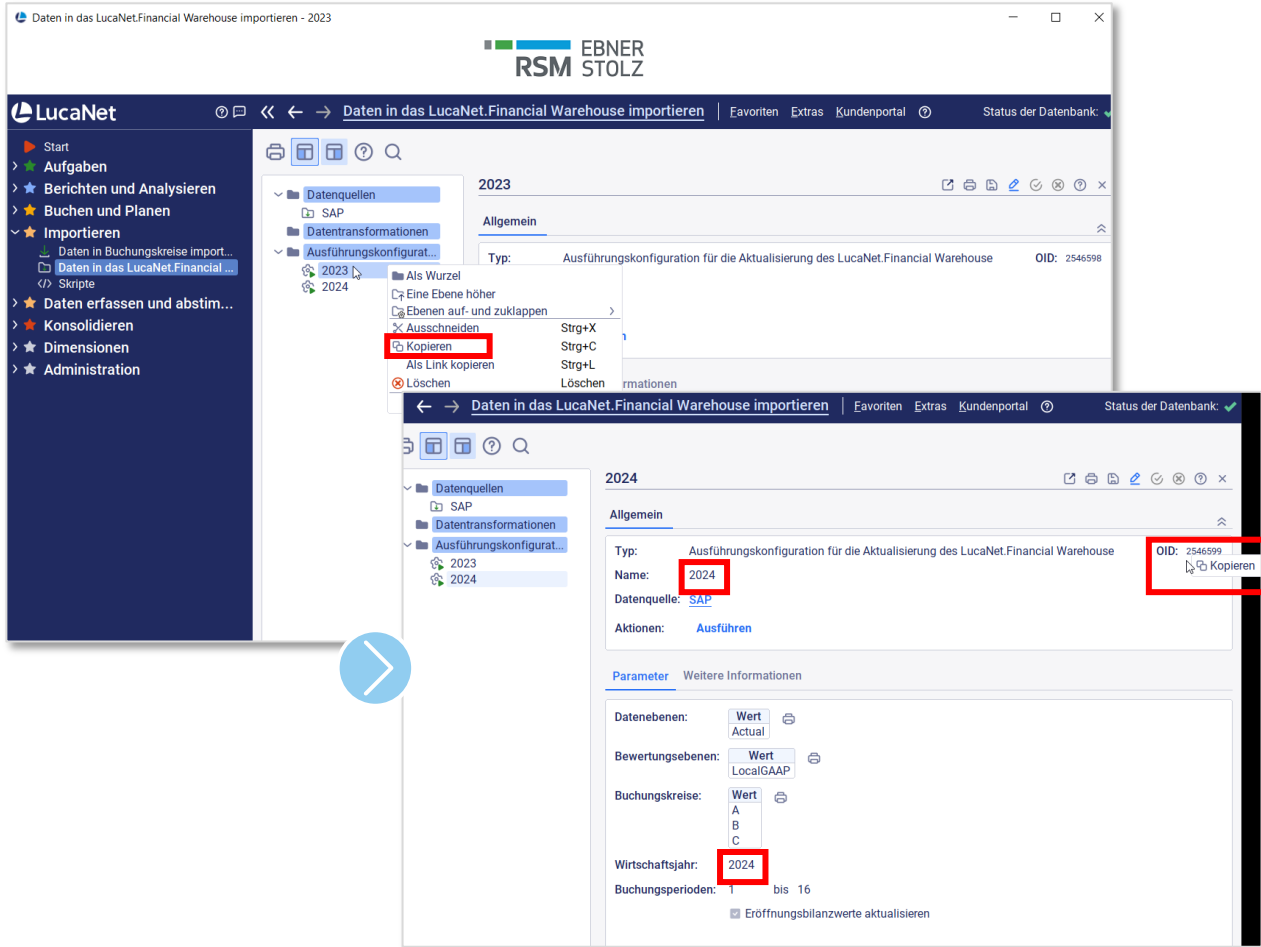 Daten in das LucaNet.Financial Warehouse importieren - 2023
RSM EBNER STOLZ
LucaNet
Daten in das LucaNet.Financial Warehouse importieren Favoriten Extras Kundenportal Status der Datenbank:
Start
Aufgaben
Berichten und Analysieren
Buchen und Planen
Importieren
Daten in Buchungskreise import...
Daten in das LucaNet.Financial ...
Skripte
Daten erfassen und abstim...
Konsolidieren
Dimensionen
Administration
Datenquellen
SAP
Datentransformationen
Ausführungskonfigurat...
2023
2024
2023
Allgemein
Typ: Ausführungskonfiguration für die Aktualisierung des LucaNet.Financial Warehouse OID: 2546598
Als Wurzel
Eine Ebene höher
Ebenen auf- und zuklappen
Ausschneiden Strg+X
Kopieren Strg+C
Als Link kopieren Strg+L
Löschen Löschen
rmationen
Daten in das LucaNet.Financial Warehouse importieren Favoriten Extras Kundenportal Status der Datenbank:
Datenquellen
SAP
Datentransformationen
Ausführungskonfigurat...
2023
2024
2024
Allgemein
Typ: Ausführungskonfiguration für die Aktualisierung des LucaNet.Financial Warehouse OID: 2546599
Kopieren
Name: 2024
Datenquelle: SAP
Aktionen: Ausführen
Parameter Weitere Informationen
Datenebenen: Wert
Actual
Bewertungsebenen: Wert
LocalGAAP
Buchungskreise: Wert
A
B
C
Wirtschaftsjahr: 2024
Buchungsperioden: 1 bis 16
Eröffnungsbilanzwerte aktualisieren